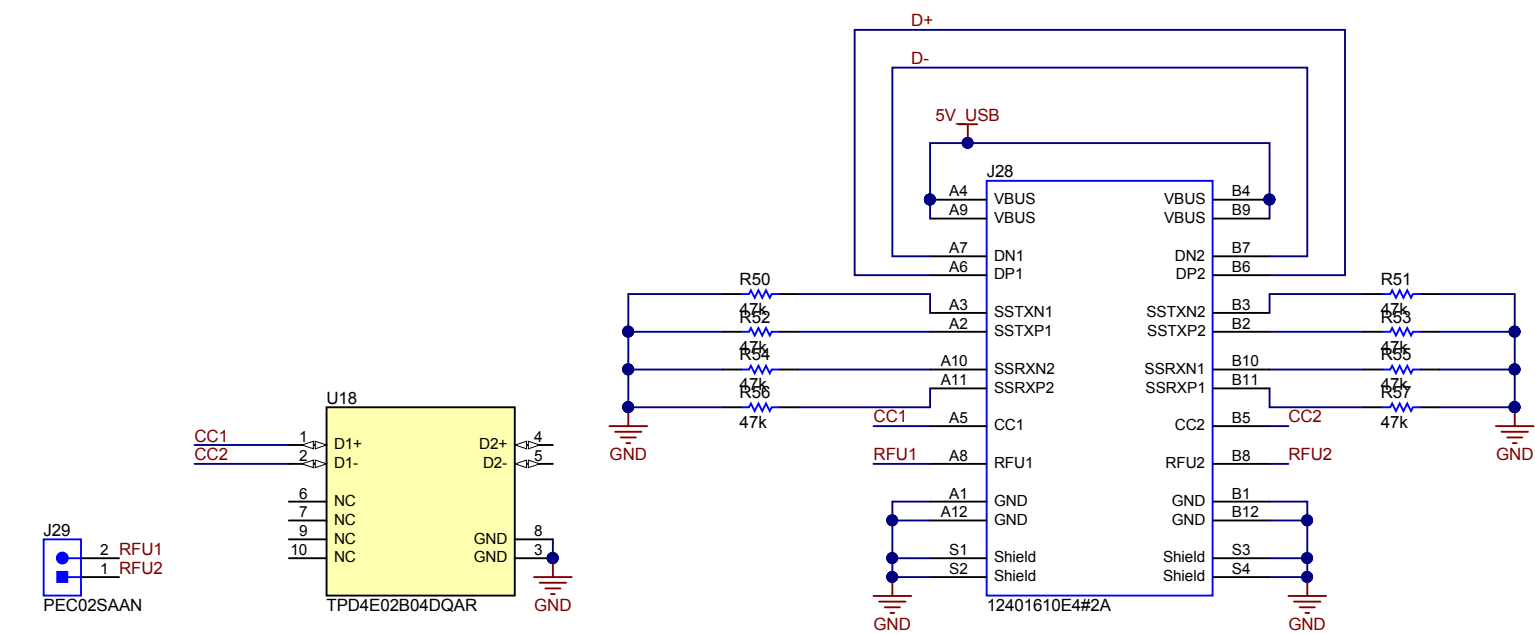 D+
D-
5V_USB
J28
A4 VBUS VBUS B4
A9 VBUS VBUS B9
A7 DN1 DN2 B7
A6 DP1 DP2 B6
R50 A3 SSTXN1 SSTXN2 B3 R51
47k 47k
R52 A2 SSTXP1 SSTXP2 B2 R53
47k 47k
R54 A10 SSRXN2 SSRXN1 B10 R55
47k 47k
R56 A11 SSRXP2 SSRXP1 B11 R57
47k CC1 A5 CC1 CC2 B5 CC2 47k
GND GND
RFU1 A8 RFU1 RFU2 B8 RFU2
A1 GND GND B1
A12 GND GND B12
S1 Shield Shield S3
S2 Shield Shield S4
12401610E4#2A
GND GND
U18
CC1 1 D1+ D2+ 4
CC2 2 D1- D2- 5
6 NC
7 NC
9 NC GND 8
10 NC GND 3
TPD4E02B04DQAR GND
J29
2 RFU1
1 RFU2
PEC02SAAN